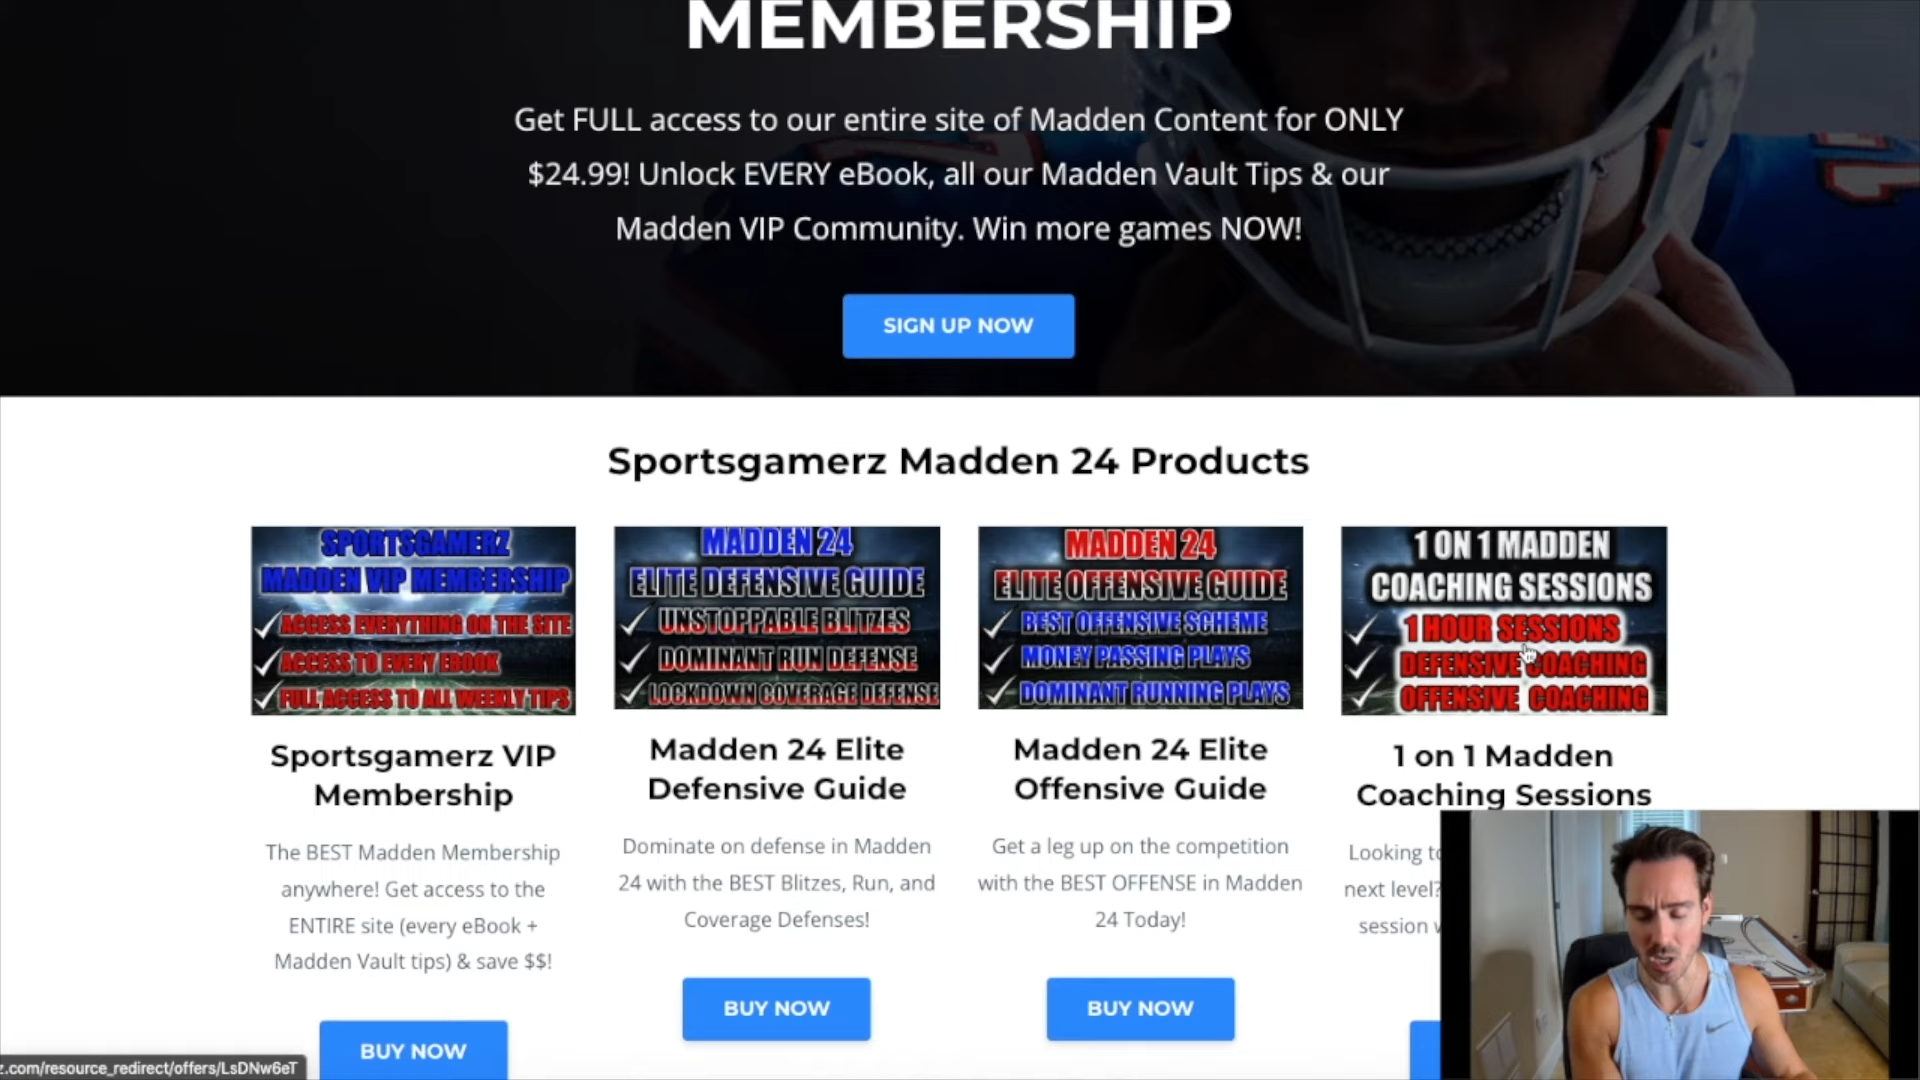 MEMBERSHIP
Get FULL access to our entire site of Madden Content for ONLY
$24.99! Unlock EVERY eBook, all our Madden Vault Tips & our
Madden VIP Community. Win more games NOW!
SIGN UP NOW
Sportsgamerz Madden 24 Products
SPORTSGAMERZ
MADDEN VIP MEMBERSHIP
ACCESS EVERYTHING ON THE SITE
ACCESS TO EVERY EBOOK
FULL ACCESS TO ALL WEEKLY TIPS
Sportsgamerz VIP
Membership
The BEST Madden Membership
anywhere! Get access to the
ENTIRE site (every eBook +
Madden Vault tips) & save $$!
BUY NOW
MADDEN 24
ELITE DEFENSIVE GUIDE
UNSTOPPABLE BLITZES
DOMINANT RUN DEFENSE
LOCKDOWN COVERAGE DEFENSE
Madden 24 Elite
Defensive Guide
Dominate on defense in Madden
24 with the BEST Blitzes, Run, and
Coverage Defenses!
BUY NOW
MADDEN 24
ELITE OFFENSIVE GUIDE
BEST OFFENSIVE SCHEME
MONEY PASSING PLAYS
DOMINANT RUNNING PLAYS
Madden 24 Elite
Offensive Guide
Get a leg up on the competition
with the BEST OFFENSE in Madden
24 Today!
BUY NOW
1 ON 1 MADDEN
COACHING SESSIONS
1 HOUR SESSIONS
DEFENSIVE COACHING
OFFENSIVE COACHING
1 on 1 Madden
Coaching Sessions
Looking
next level?
session
z.com/resource_redirect/offers/LsDNw6eT